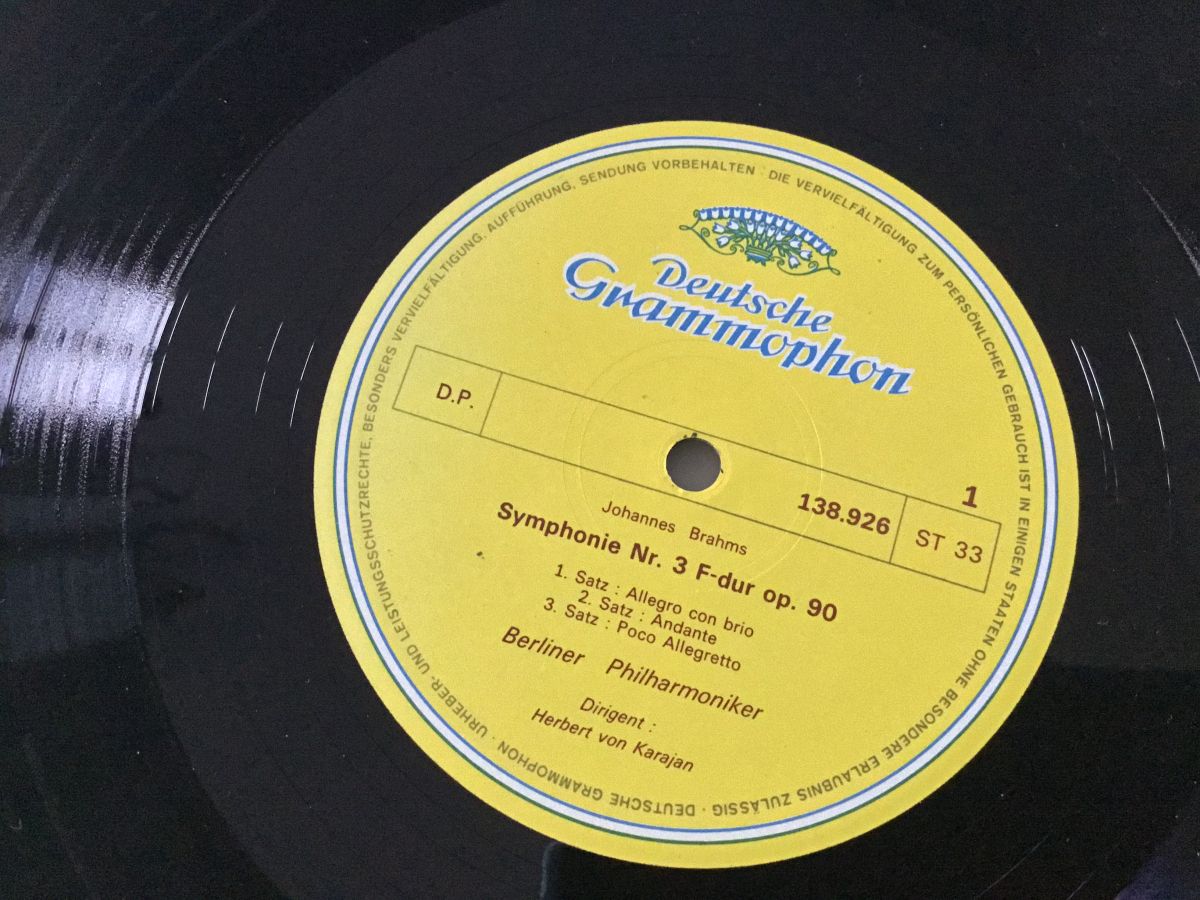 Deutsche
Grammophon
D.P.
1
138.926
ST 33
Johannes Brahms
Symphonie Nr. 3 F-dur op. 90
1. Satz : Allegro con brio
2. Satz : Andante
3. Satz : Poco Allegretto
Berliner Philharmoniker
Dirigent :
Herbert von Karajan
DEUTSCHE GRAMMOPHON · URHEBER- UND LEISTUNGSSCHUTZRECHTE, BESONDERS VERVIELFÄLTIGUNG, AUFFÜHRUNG, SENDUNG VORBEHALTEN · DIE VERVIELFÄLTIGUNG ZUM PERSÖNLICHEN GEBRAUCH IST IN EINIGEN STAATEN OHNE BESONDERE ERLAUBNIS ZULÄSSIG ·